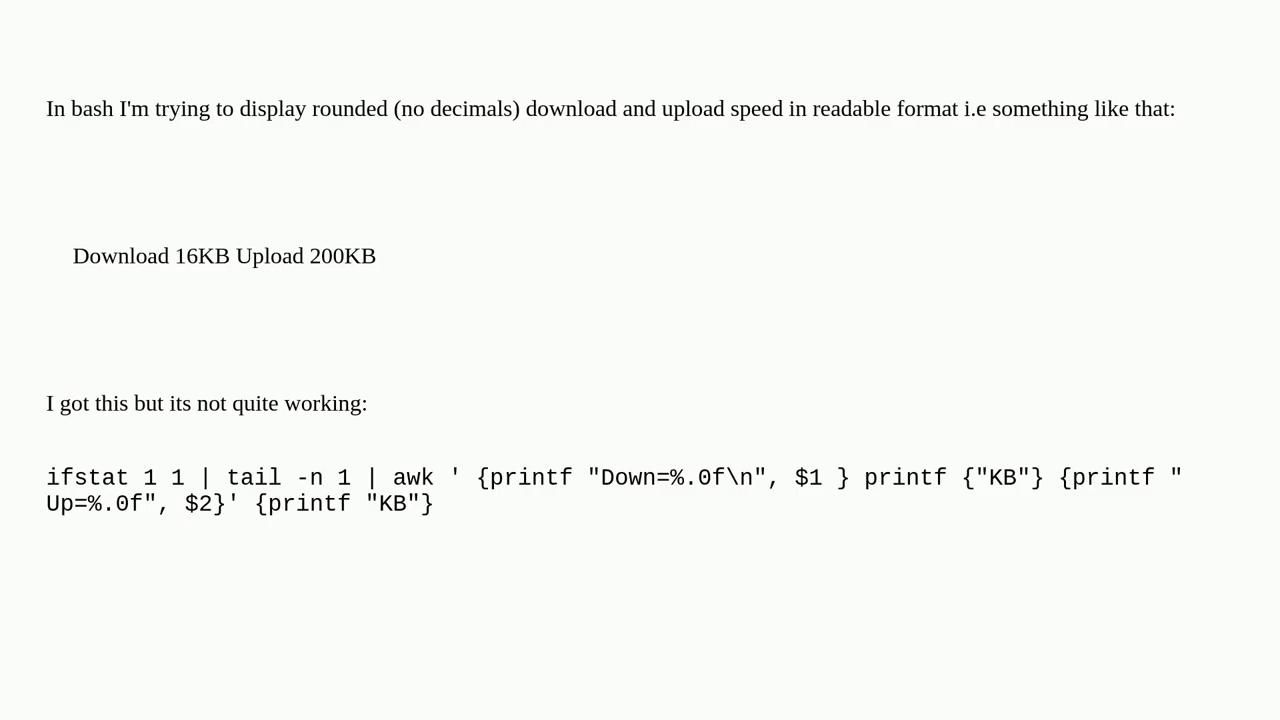 In bash I'm trying to display rounded (no decimals) download and upload speed in readable format i.e something like that:
Download 16KB Upload 200KB
I got this but its not quite working:
ifstat 1 1 | tail -n 1 | awk ' {printf "Down=%.0f\n", $1 } printf {"KB"} {printf "
Up=%.0f", $2}' {printf "KB"}